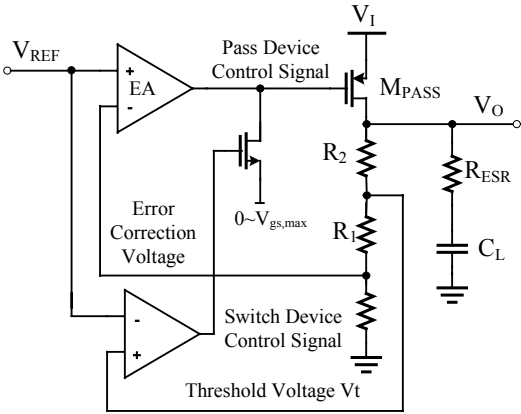 V_I
V_REF
Pass Device
Control Signal
+
EA
-
M_PASS
V_O
R_2
R_ESR
0~V_gs,max
Error
Correction
Voltage
R_1
C_L
-
Switch Device
Control Signal
+
Threshold Voltage Vt